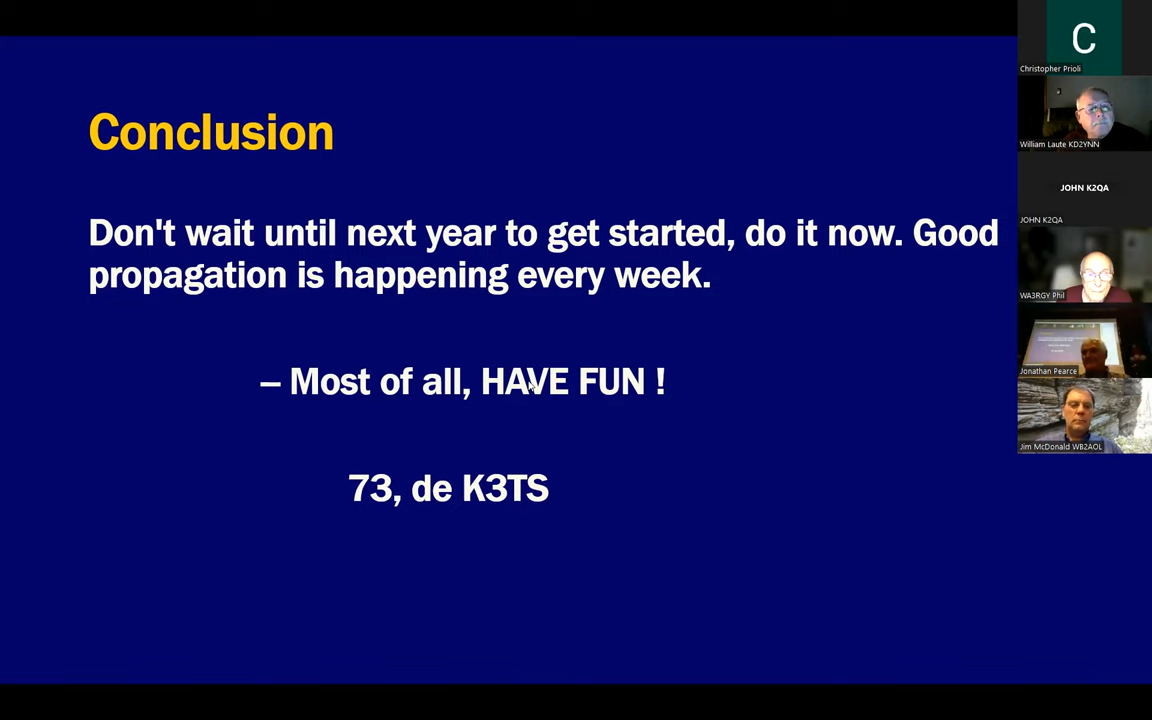 Conclusion
Don't wait until next year to get started, do it now. Good
propagation is happening every week.
– Most of all, HAVE FUN !
73, de K3TS
C
Christopher Prioli
William Laute KD2YNN
JOHN K2QA
JOHN K2QA
WA3RGY Phil
Jonathan Pearce
Jim McDonald WB2AOL